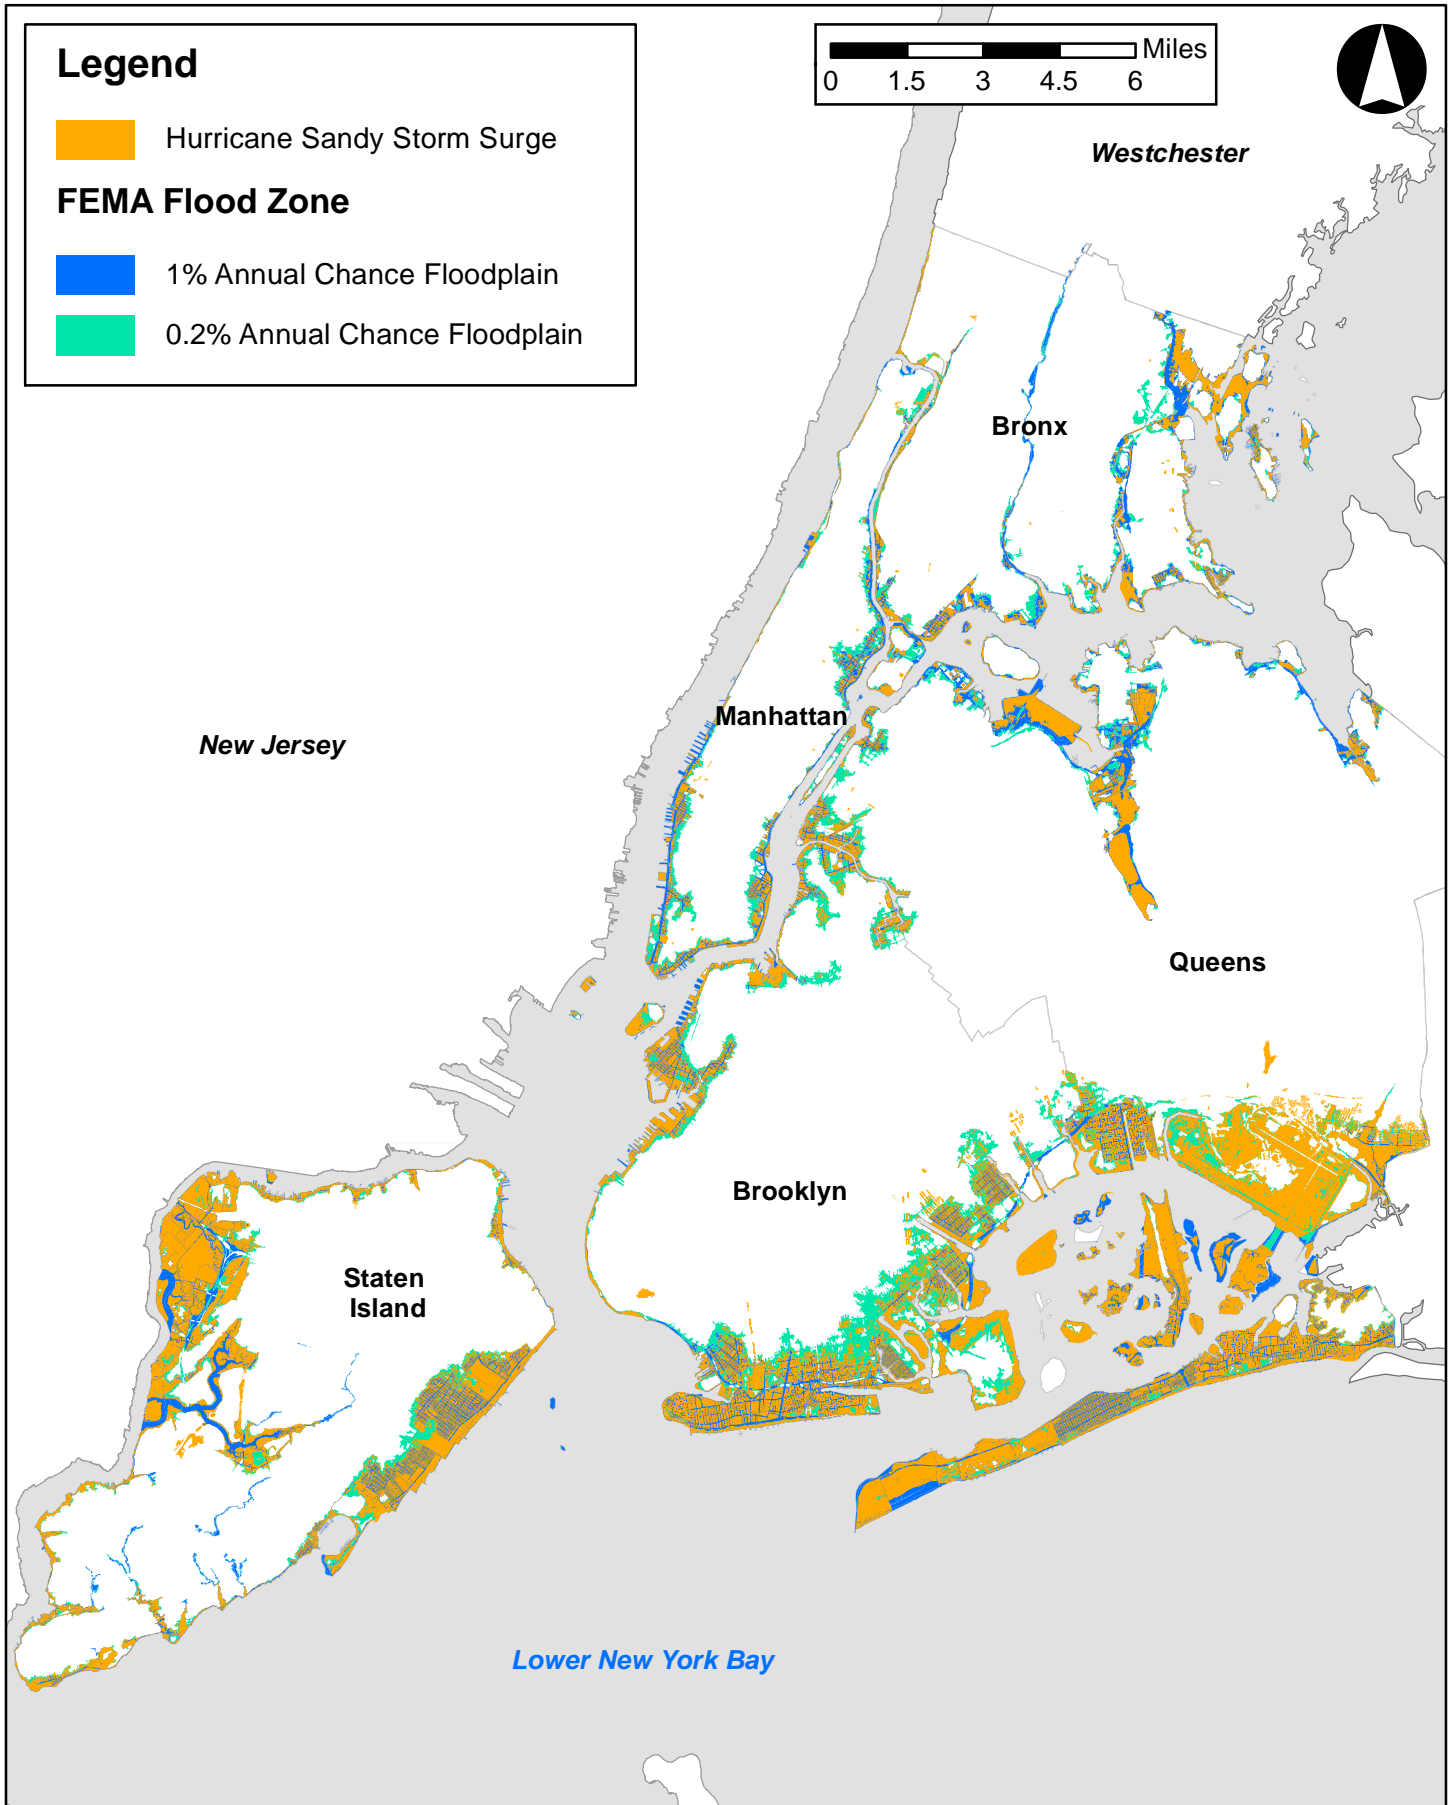 Legend
Hurricane Sandy Storm Surge
FEMA Flood Zone
1% Annual Chance Floodplain
0.2% Annual Chance Floodplain
Miles
0 1.5 3 4.5 6
Westchester
Bronx
Manhattan
New Jersey
Queens
Brooklyn
Staten
Island
Lower New York Bay